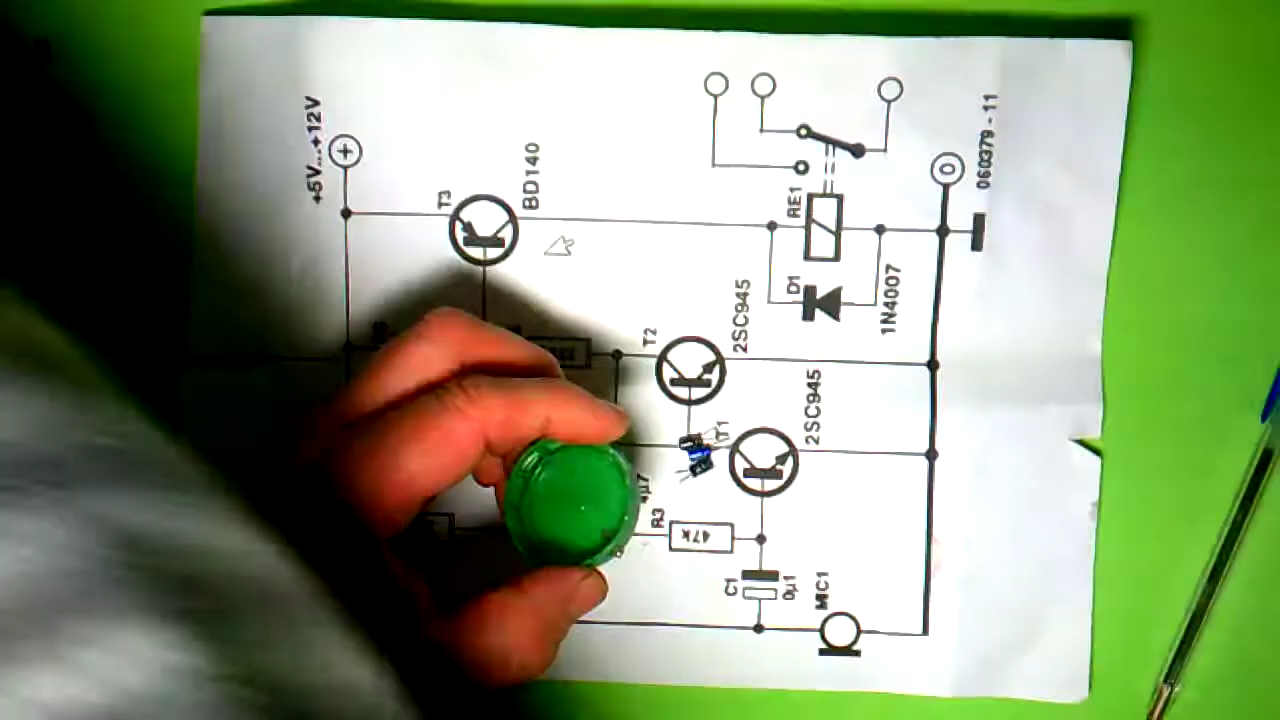 +5V...+12V
+
T3
BD140
RE1
0
060379 - 11
D1
1N4007
T2
2SC945
T1
2SC945
4µ7
R3
47k
C1
0µ1
MIC1